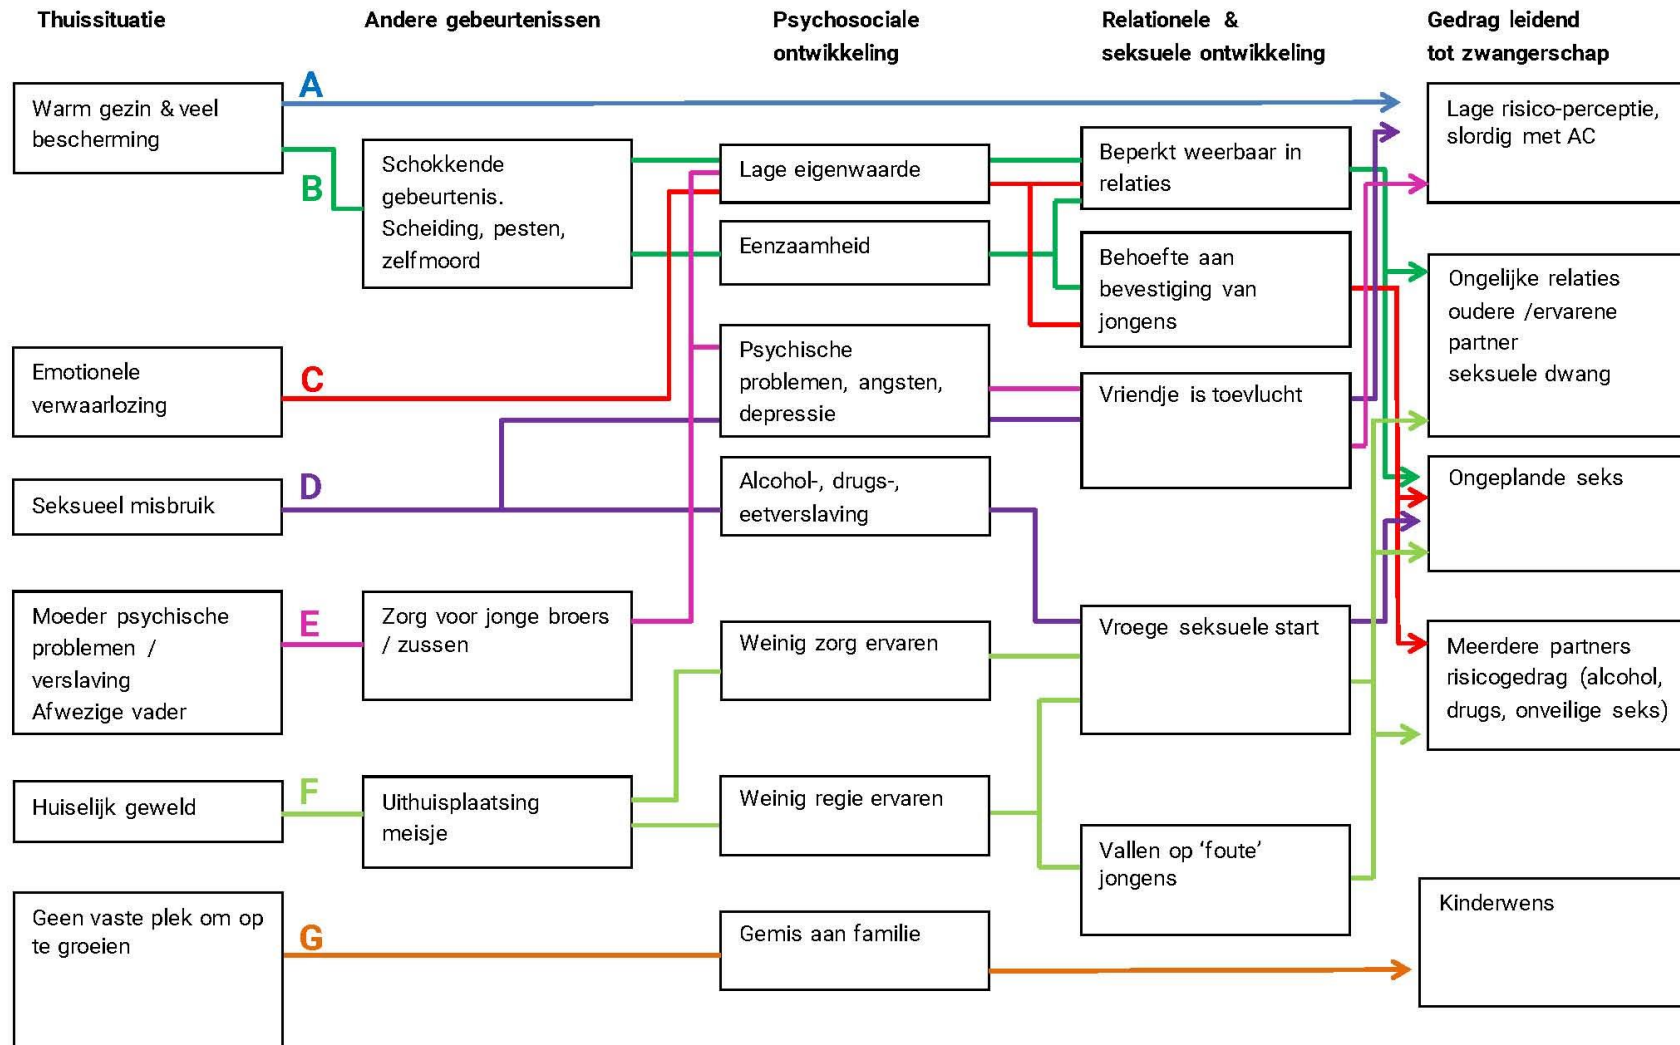 Thuissituatie
Andere gebeurtenissen
Psychosociale
ontwikkeling
Relationele &
seksuele ontwikkeling
Gedrag leidend
tot zwangerschap
Warm gezin & veel
bescherming
Emotionele
verwaarlozing
Seksueel misbruik
Moeder psychische
problemen /
verslaving
Afwezige vader
Huiselijk geweld
Geen vaste plek om op
te groeien
A
B
C
D
E
F
G
Schokkende
gebeurtenis.
Scheiding, pesten,
zelfmoord
Zorg voor jonge broers
/ zussen
Uithuisplaatsing
meisje
Lage eigenwaarde
Eenzaamheid
Psychische
problemen, angsten,
depressie
Alcohol-, drugs-,
eetverslaving
Weinig zorg ervaren
Weinig regie ervaren
Gemis aan familie
Beperkt weerbaar in
relaties
Behoefte aan
bevestiging van
jongens
Vriendje is toevlucht
Vroege seksuele start
Vallen op ‘foute’
jongens
Lage risico-perceptie,
slordig met AC
Ongelijke relaties
oudere /ervarene
partner
seksuele dwang
Ongeplande seks
Meerdere partners
risicogedrag (alcohol,
drugs, onveilige seks)
Kinderwens